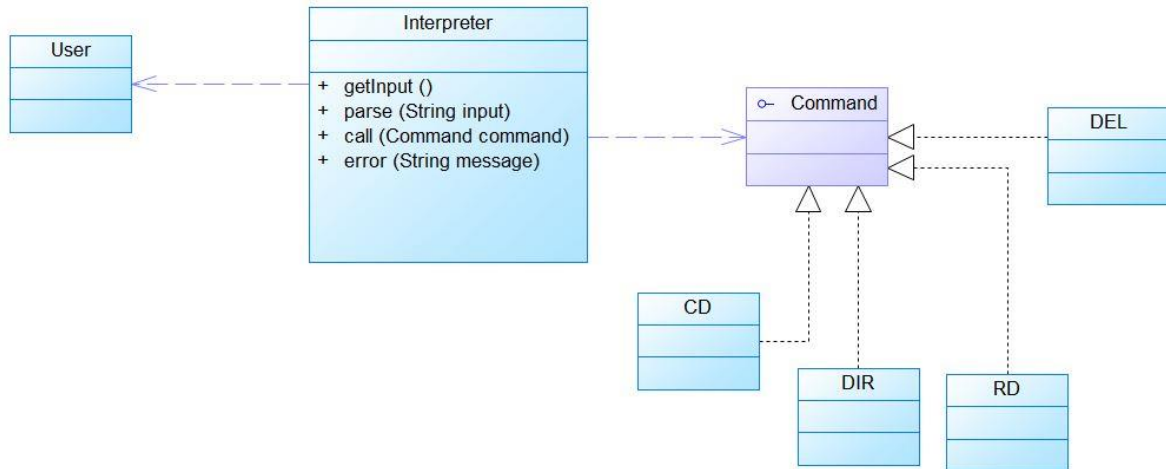 User
Interpreter
+ getInput ()
+ parse (String input)
+ call (Command command)
+ error (String message)
Command
DEL
CD
DIR
RD